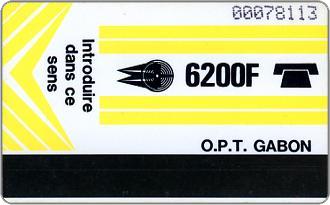 00078113
Introduire
dans ce
sens
6200F
O.P.T. GABON